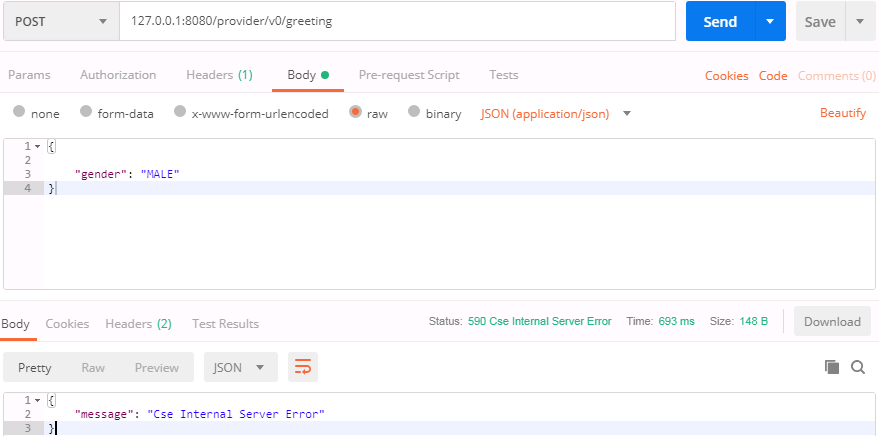 POST 127.0.0.1:8080/provider/v0/greeting Send Save
Params Authorization Headers (1) Body Pre-request Script Tests Cookies Code Comments (0)
none form-data x-www-form-urlencoded raw binary JSON (application/json) Beautify
1 {
2
3 "gender": "MALE"
4 }
Body Cookies Headers (2) Test Results Status: 590 Cse Internal Server Error Time: 693 ms Size: 148 B Download
Pretty Raw Preview JSON
1 {
2 "message": "Cse Internal Server Error"
3 }